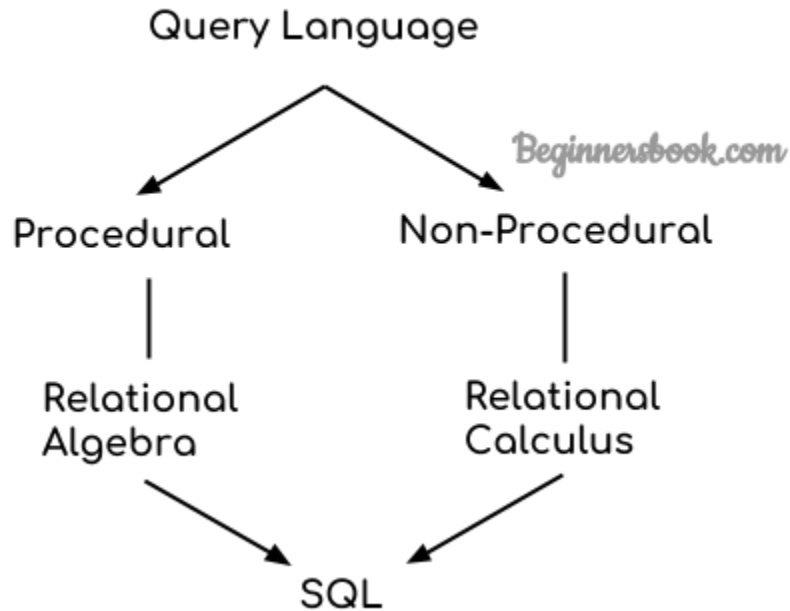 Query Language
Beginnersbook.com
Procedural
Non-Procedural
Relational
Algebra
Relational
Calculus
SQL